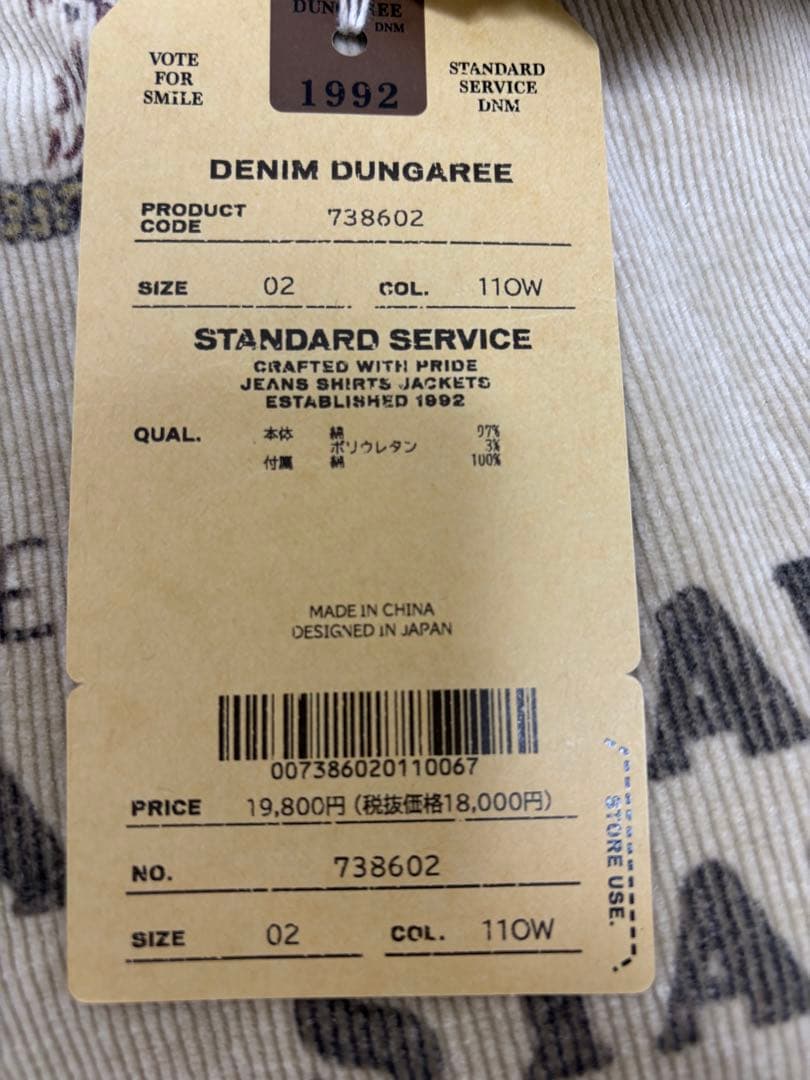 DUNGAREE
DNM
1992
VOTE
FOR
SMiLE
STANDARD
SERVICE
DNM
DENIM DUNGAREE
PRODUCT
CODE
738602
SIZE 02 COL. 11OW
STANDARD SERVICE
CRAFTED WITH PRIDE
JEANS SHIRTS JACKETS
ESTABLISHED 1992
QUAL. 本体 綿 97%
ポリウレタン 3%
付属 綿 100%
MADE IN CHINA
DESIGNED IN JAPAN
007386020110067
PRICE 19,800円 (税抜価格18,000円)
NO. 738602
SIZE 02 COL. 11OW
STORE USE.